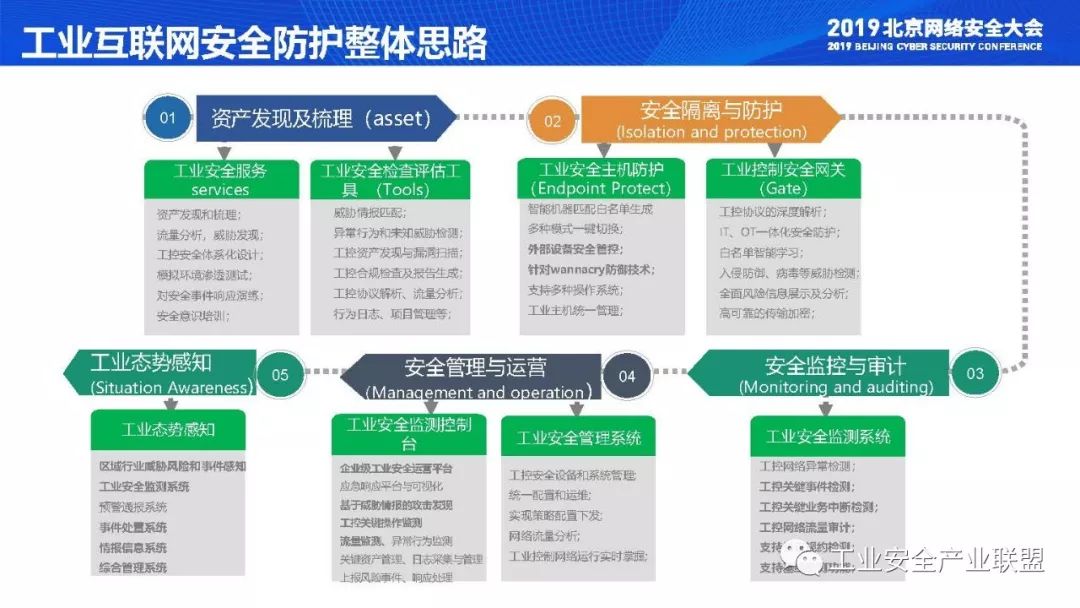 工业互联网安全防护整体思路
2019北京网络安全大会
2019 BEIJING CYBER SECURITY CONFERENCE
01
资产发现及梳理（asset）
02
安全隔离与防护
(Isolation and protection)
工业安全服务
services
资产发现和梳理;
流量分析，威胁发现;
工控安全体系化设计;
模拟环境渗透测试;
对安全事件响应演练;
安全意识培训;
工业安全检查评估工
具 （Tools）
威胁情报匹配;
异常行为和未知威胁检测;
工控资产发现与漏洞扫描;
工控合规检查及报告生成;
工控协议解析、流量分析;
行为日志、项目管理等;
工业安全主机防护
（Endpoint Protect）
智能机器匹配白名单生成
多种模式一键切换;
外部设备安全管控;
针对wannacry防御技术;
支持多种操作系统;
工业主机统一管理;
工业控制安全网关
（Gate）
工控协议的深度解析;
IT、OT一体化安全防护;
白名单智能学习;
入侵防御、病毒等威胁检测;
全面风险信息展示及分析;
高可靠的传输加密;
03
安全监控与审计
(Monitoring and auditing)
工业安全监测系统
工控网络异常检测;
工控关键事件检测;
工控关键业务中断检测;
工控网络流量审计;
支持
检测;
支持
功能;
04
安全管理与运营
(Management and operation)
工业安全监测控制
台
企业级工业安全运营平台
应急响应平台与可视化
基于威胁情报的攻击发现
工控关键操作监测
流量监测、异常行为监测
关键资产管理、日志采集与管理
上报风险事件、响应处理
工业安全管理系统
工控安全设备和系统管理;
统一配置和运维;
实现策略配置下发;
网络流量分析;
工业控制网络运行实时掌握;
05
工业态势感知
(Situation Awareness)
工业态势感知
区域行业威胁风险和事件感知
工业安全监测系统
预警通报系统
事件处置系统
情报信息系统
综合管理系统
工业安全产业联盟